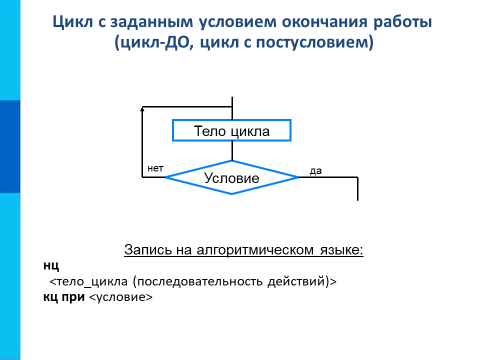 Цикл с заданным условием окончания работы
(цикл-ДО, цикл с постусловием)
Тело цикла
нет
Условие
да
Запись на алгоритмическом языке:
нц
<тело_цикла (последовательность действий)>
кц при <условие>